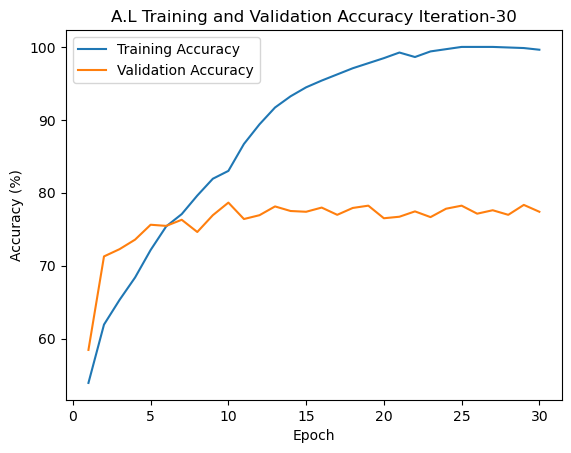 A.L Training and Validation Accuracy Iteration-30
Training Accuracy
Validation Accuracy
Accuracy (%)
100
90
80
70
60
0 5 10 15 20 25 30
Epoch